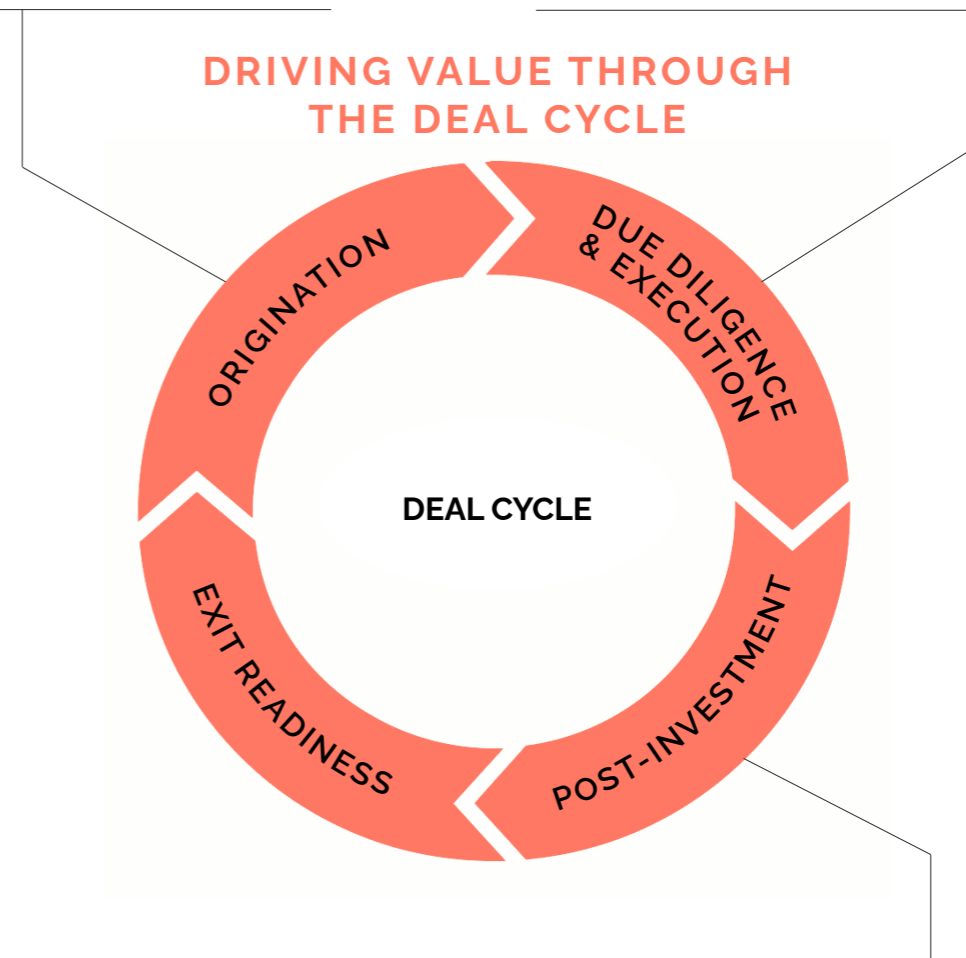 DRIVING VALUE THROUGH
THE DEAL CYCLE
ORIGINATION
DUE DILIGENCE
& EXECUTION
DEAL CYCLE
EXIT READINESS
POST-INVESTMENT